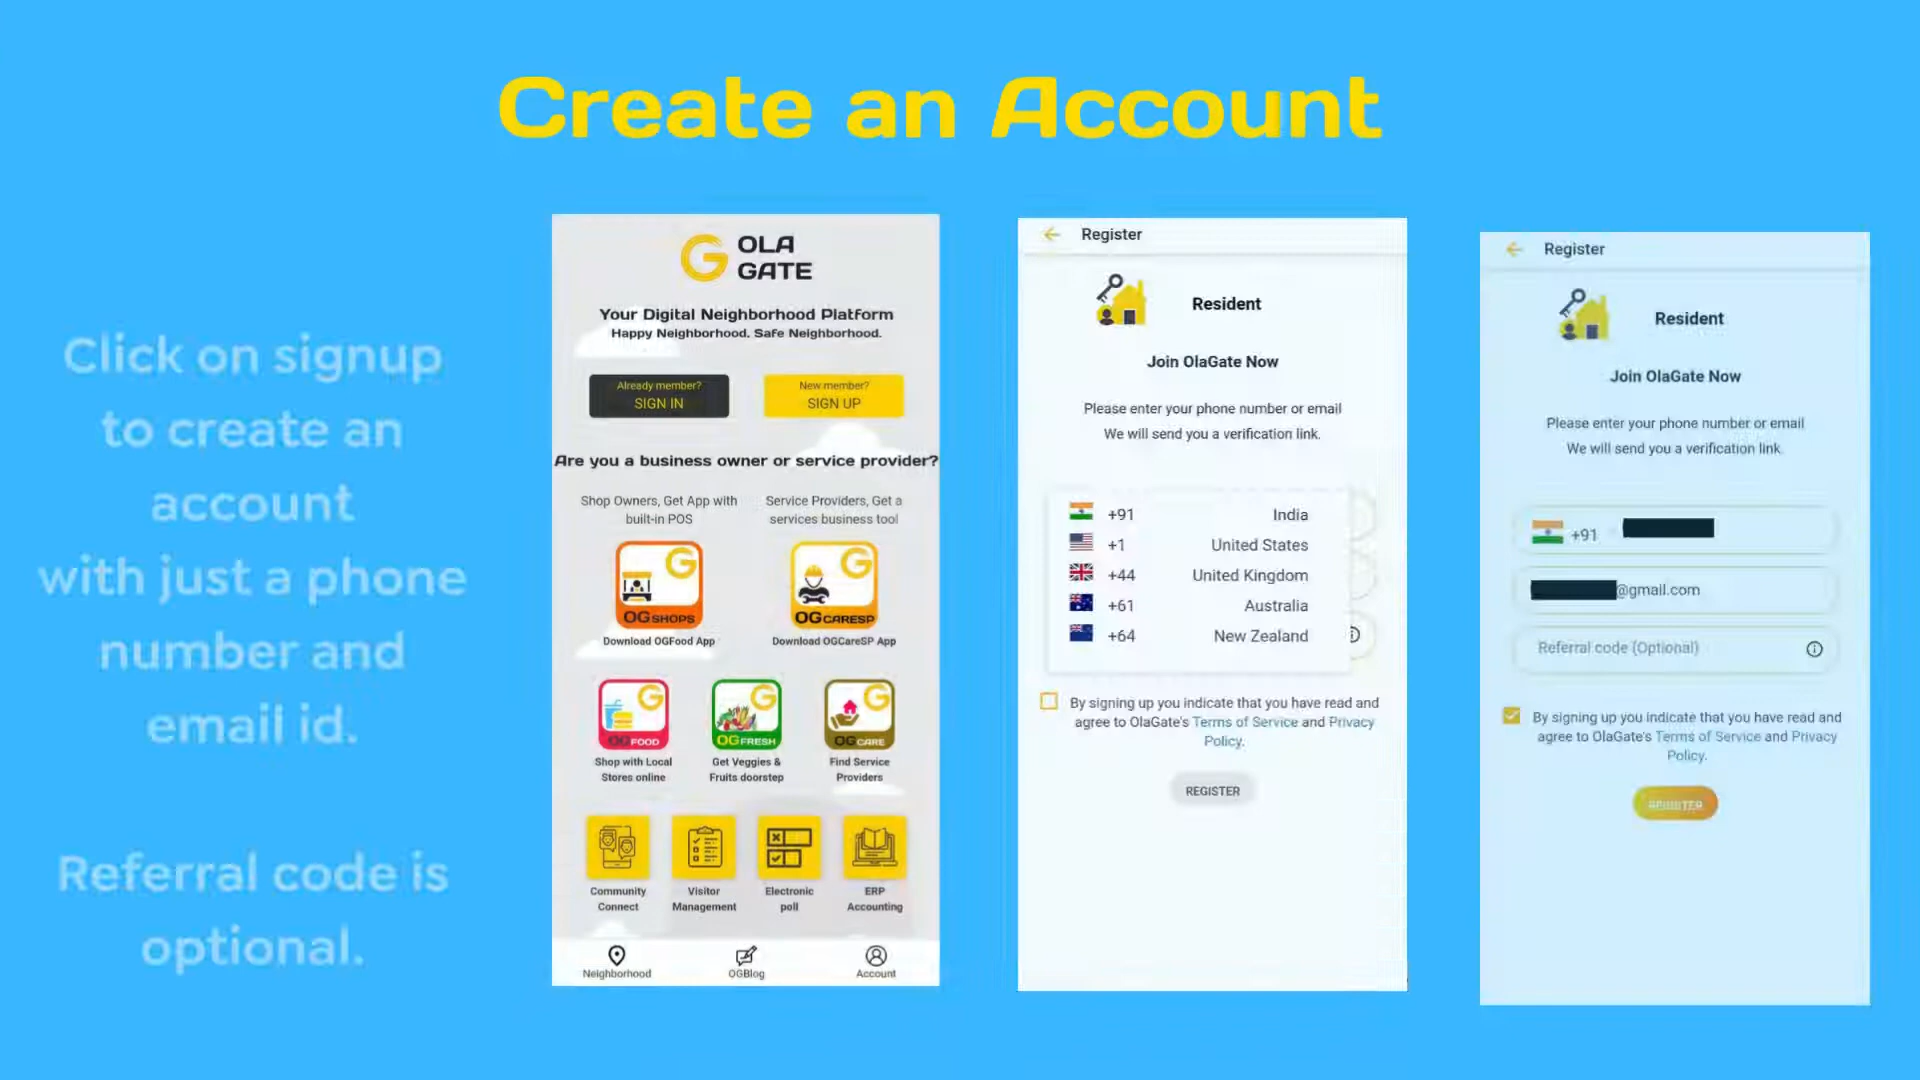 Create an Account
Click on signup
to create an
account
with just a phone
number and
email id.
Referral code is
optional.
OLA
GATE
Your Digital Neighborhood Platform
Happy Neighborhood. Safe Neighborhood.
Already member?
SIGN IN
New member?
SIGN UP
Are you a business owner or service provider?
Shop Owners, Get App with
built-in POS
Service Providers, Get a
services business tool
OG SHOPS
OG CARESP
Download OGFood App
Download OGCareSP App
OG FOOD
OG FRESH
OG CARE
Shop with Local
Stores online
Get Veggies &
Fruits doorstep
Find Service
Providers
Community
Connect
Visitor
Management
Electronic
poll
ERP
Accounting
Neighborhood
OGBlog
Account
Register
Resident
Join OlaGate Now
Please enter your phone number or email
We will send you a verification link.
+91 India
+1 United States
+44 United Kingdom
+61 Australia
+64 New Zealand
By signing up you indicate that you have read and
agree to OlaGate's Terms of Service and Privacy
Policy.
REGISTER
Register
Resident
Join OlaGate Now
Please enter your phone number or email
We will send you a verification link.
+91
@gmail.com
Referral code (Optional)
By signing up you indicate that you have read and
agree to OlaGate's Terms of Service and Privacy
Policy.
REGISTER